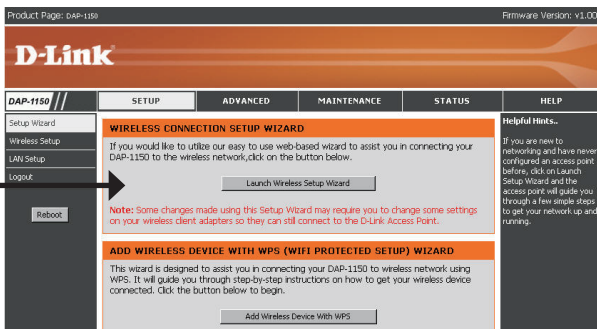 Product Page: DAP-1150
Firmware Version: v1.00
D-Link
DAP-1150 //
SETUP
ADVANCED
MAINTENANCE
STATUS
HELP
Setup Wizard
Wireless Setup
LAN Setup
Logout
Reboot
WIRELESS CONNECTION SETUP WIZARD
If you would like to utilize our easy to use web-based wizard to assist you in connecting your
DAP-1150 to the wireless network,click on the button below.
Launch Wireless Setup Wizard
Note: Some changes made using this Setup Wizard may require you to change some settings
on your wireless client adapters so they can still connect to the D-Link Access Point.
ADD WIRELESS DEVICE WITH WPS (WIFI PROTECTED SETUP) WIZARD
This wizard is designed to assist you in connecting your DAP-1150 to wireless network using
WPS. It will guide you through step-by-step instructions on how to get your wireless device
connected. Click the button below to begin.
Add Wireless Device With WPS
Helpful Hints..
If you are new to
networking and have never
configured an access point
before, click on Launch
Setup Wizard and the
access point will guide you
through a few simple steps
to get your network up and
running.